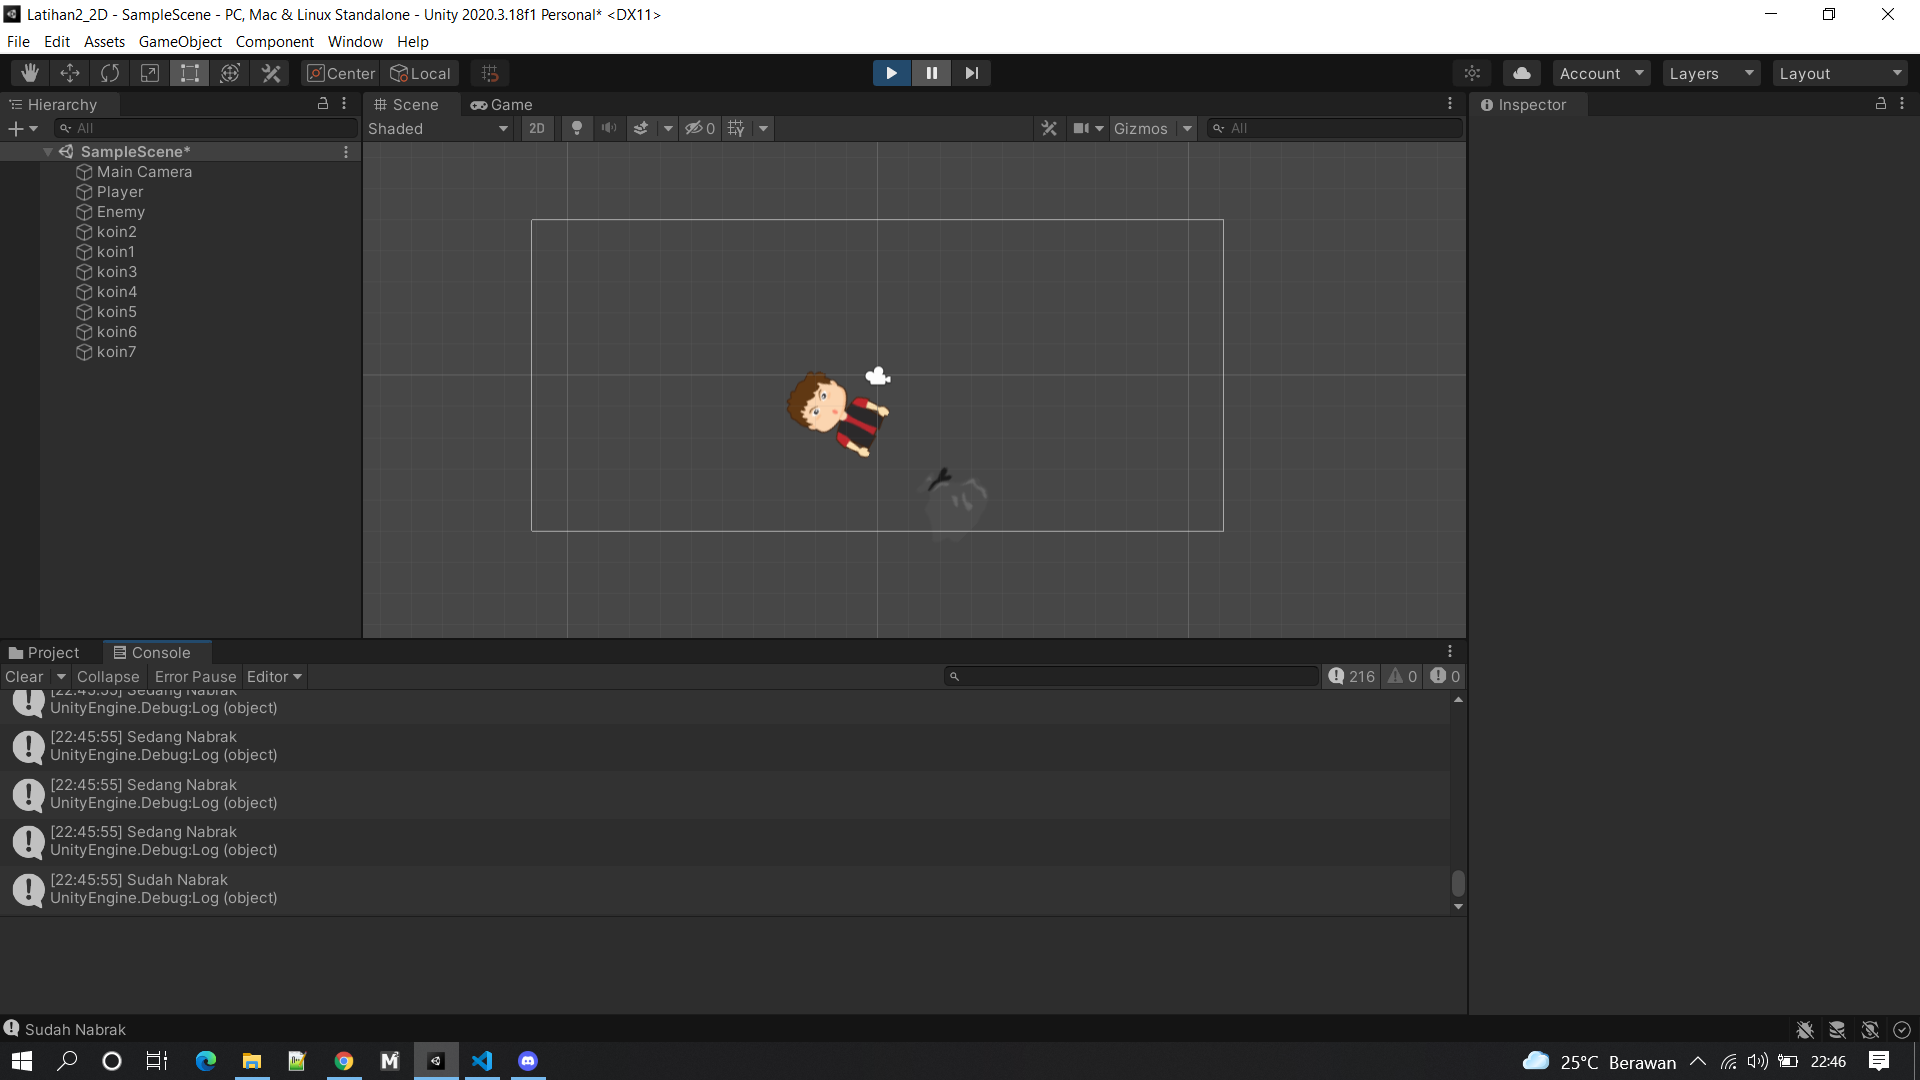 Latihan2_2D - SampleScene - PC, Mac & Linux Standalone - Unity 2020.3.18f1 Personal* <DX11>
File Edit Assets GameObject Component Window Help
Center Local Account Layers Layout
Hierarchy
All
SampleScene*
Main Camera
Player
Enemy
koin2
koin1
koin3
koin4
koin5
koin6
koin7
Scene Game
Shaded 2D 0 Gizmos All
Inspector
Project Console
Clear Collapse Error Pause Editor 216 0 0
[22:45:55] Sedang Nabrak
UnityEngine.Debug:Log (object)
[22:45:55] Sedang Nabrak
UnityEngine.Debug:Log (object)
[22:45:55] Sedang Nabrak
UnityEngine.Debug:Log (object)
[22:45:55] Sedang Nabrak
UnityEngine.Debug:Log (object)
[22:45:55] Sudah Nabrak
UnityEngine.Debug:Log (object)
Sudah Nabrak
25°C Berawan 22:46